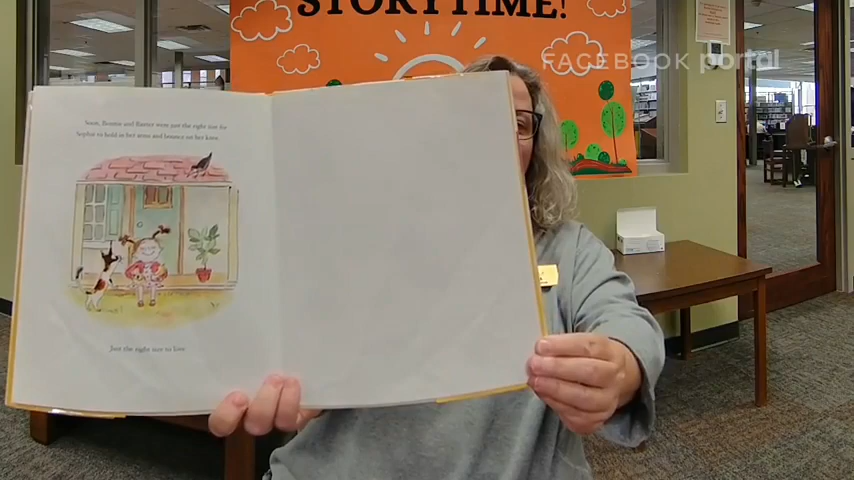 STORYTIME!
FACEBOOK portal
Soon, Bonnie and Baxter were just the right size for
Sophie to hold in her arms and bounce on her knee.
Just the right size to love.